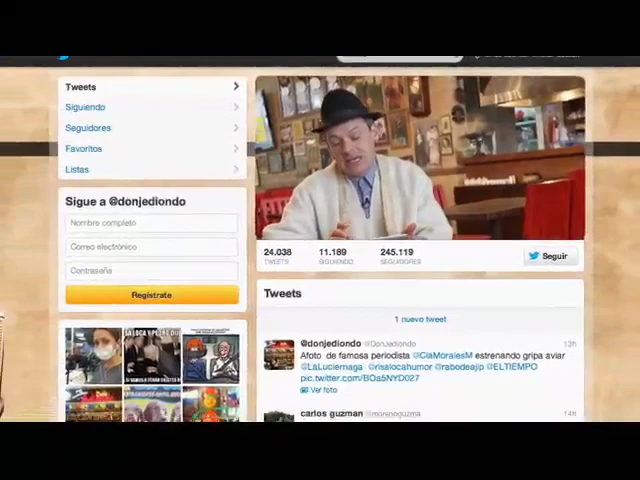 Tweets
Siguiendo
Seguidores
Favoritos
Listas
Sigue a @donjediondo
Nombre completo
Correo electrónico
Contraseña
Regístrate
24.038
TWEETS
11.189
SIGUIENDO
245.119
SEGUIDORES
Seguir
Tweets
1 nuevo tweet
@donjediondo @DonJediondo 13h
Afoto de famosa periodista @ClaMoralesM estrenando gripa aviar
@LaLuciernaga @risalocahumor @rabodeajip @ELTIEMPO
pic.twitter.com/BOa5NYD027
Ver foto
carlos guzman @morenoguzma 14h